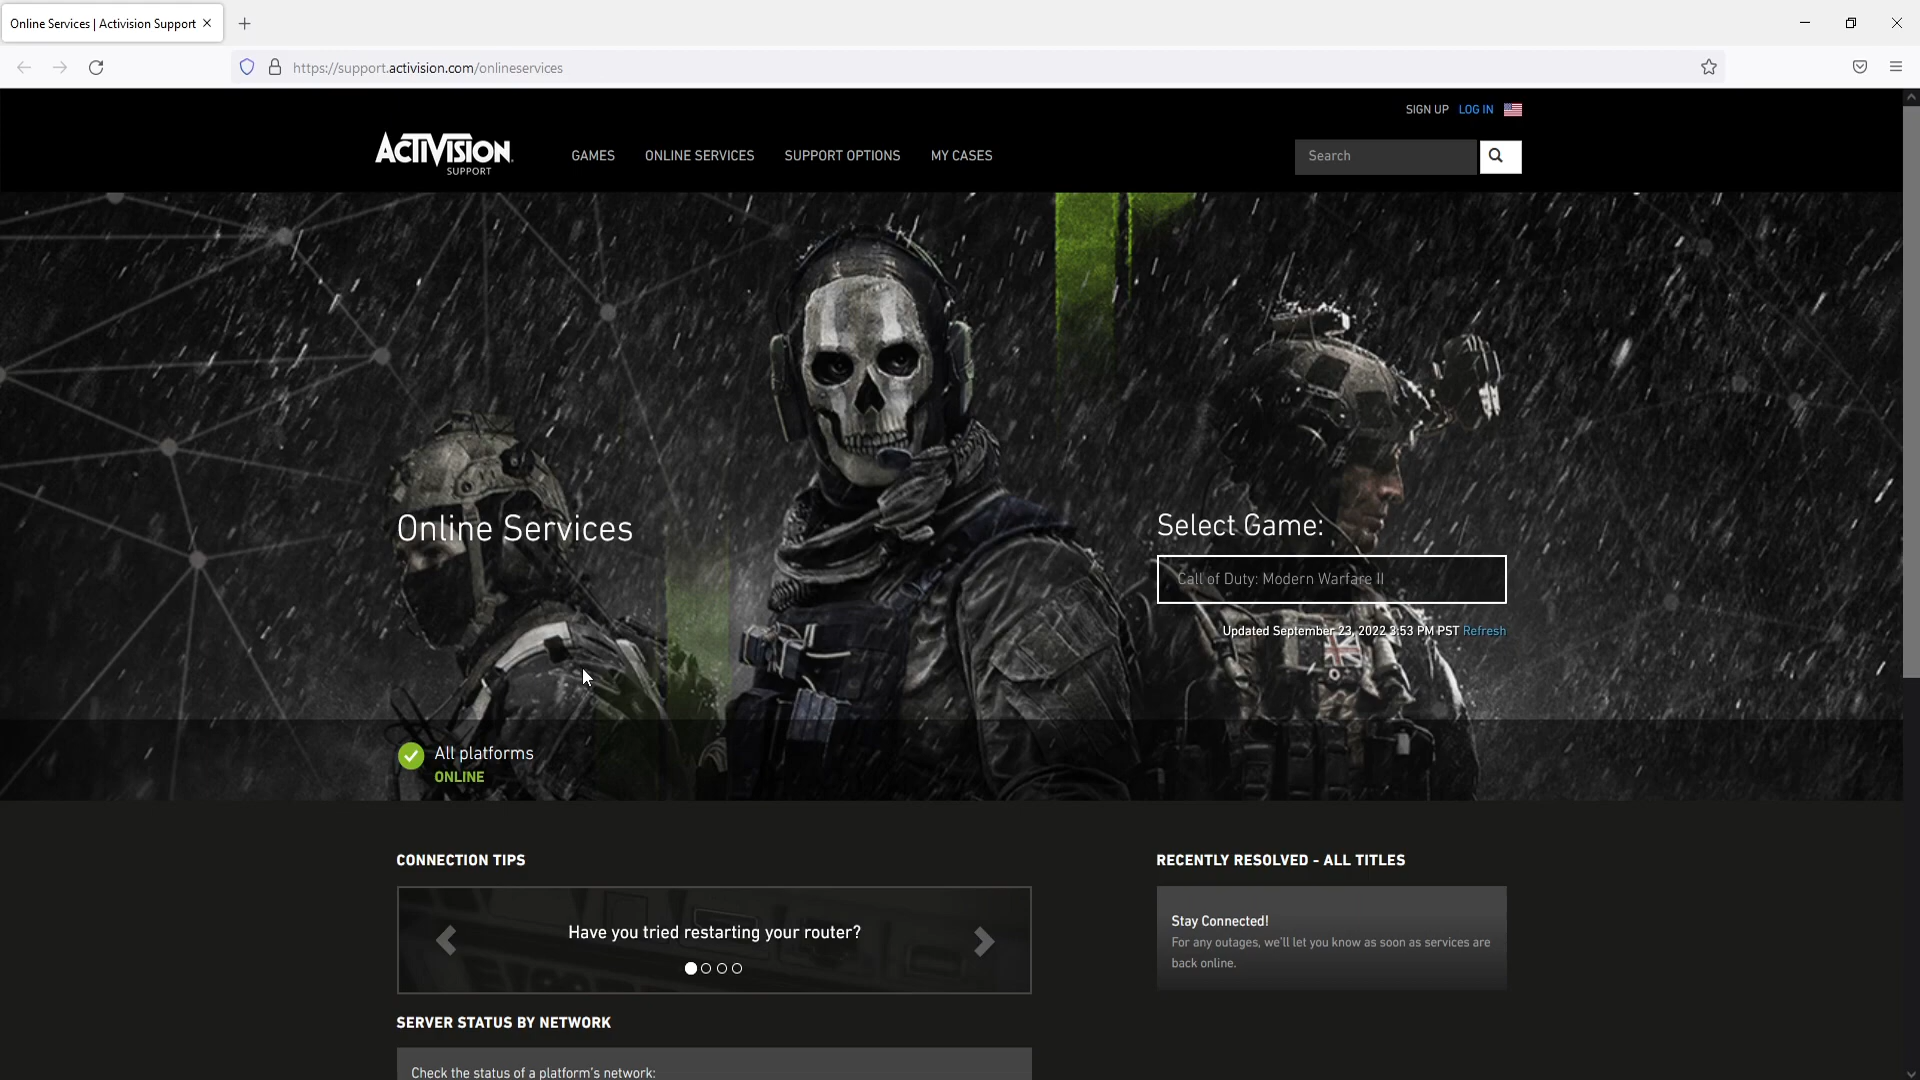 Online Services | Activision Support
https://support.activision.com/onlineservices
SIGN UP LOG IN
ACTIVISION
SUPPORT
GAMES ONLINE SERVICES SUPPORT OPTIONS MY CASES
Search
Online Services
Select Game:
Call of Duty: Modern Warfare II
Updated September 23, 2022 3:53 PM PST Refresh
All platforms
ONLINE
CONNECTION TIPS
Have you tried restarting your router?
RECENTLY RESOLVED - ALL TITLES
Stay Connected!
For any outages, we'll let you know as soon as services are
back online.
SERVER STATUS BY NETWORK
Check the status of a platform's network: